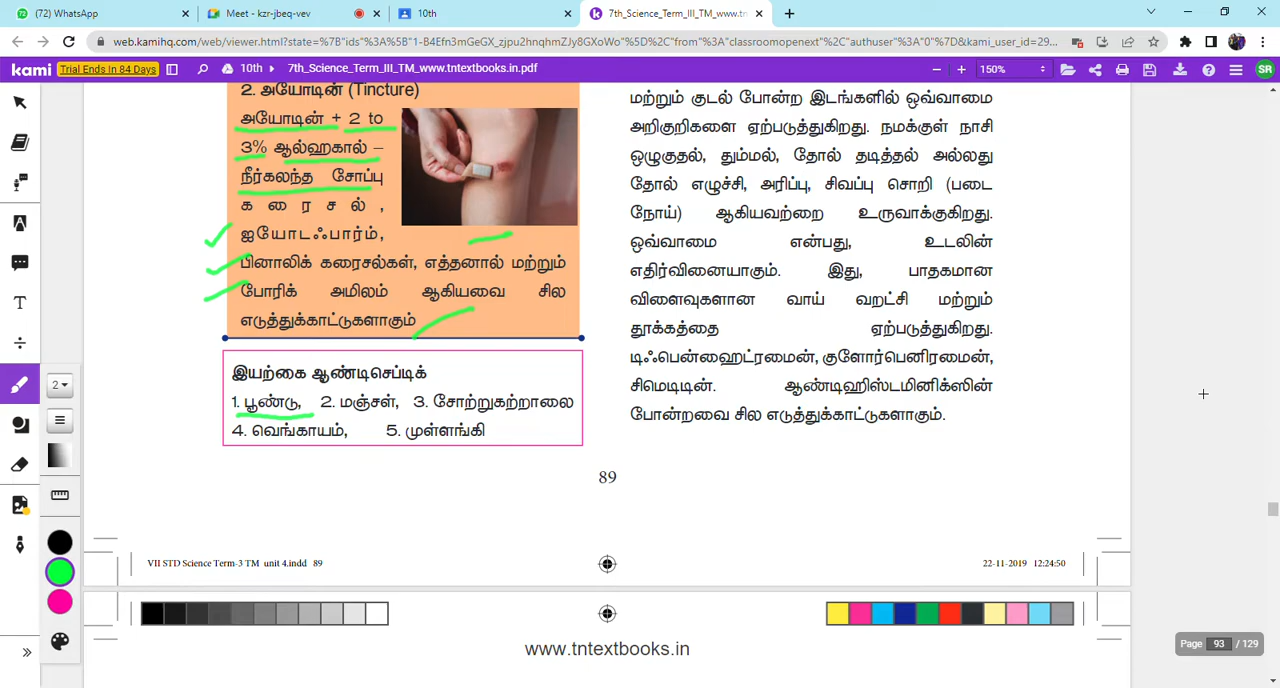 (72) WhatsApp
Meet - kzr-jbeq-vev
10th
7th_Science_Term_III_TM_www.tn
web.kamihq.com/web/viewer.html?state=%7B"ids"%3A%5B"1-B4Efn3mGeGX_zjpu2hnqhmZJy8GXoWo"%5D%2C"from"%3A"classroomopennext"%2C"authuser"%3A"0"%7D&kami_user_id=29...
kami
Trial Ends In 84 Days
10th
7th_Science_Term_III_TM_www.tntextbooks.in.pdf
150%
SR
2. அயோடின் (Tincture)
அயோடின் + 2 to
3% ஆல்ஹகால் –
நீர்கலந்த சோப்பு
கரைசல்,
ஐயோடஃபார்ம்,
பினாலிக் கரைசல்கள், எத்தனால் மற்றும்
போரிக் அமிலம் ஆகியவை சில
எடுத்துக்காட்டுகளாகும்
இயற்கை ஆண்டிசெப்டிக்
1. பூண்டு, 2. மஞ்சள், 3. சோற்றுகற்றாலை
4. வெங்காயம், 5. முள்ளங்கி
மற்றும் குடல் போன்ற இடங்களில் ஒவ்வாமை
அறிகுறிகளை ஏற்படுத்துகிறது. நமக்குள் நாசி
ஒழுகுதல், தும்மல், தோல் தடித்தல் அல்லது
தோல் எழுச்சி, அரிப்பு, சிவப்பு சொறி (படை
நோய்) ஆகியவற்றை உருவாக்குகிறது.
ஒவ்வாமை என்பது, உடலின்
எதிர்வினையாகும். இது, பாதகமான
விளைவுகளான வாய் வறட்சி மற்றும்
தூக்கத்தை ஏற்படுத்துகிறது.
டிஃபென்ஹைட்ரமைன், குளோர்பெனிரமைன்,
சிமெடிடின். ஆண்டிஹிஸ்டமினிக்ஸின்
போன்றவை சில எடுத்துக்காட்டுகளாகும்.
89
VII STD Science Term-3 TM unit 4.indd 89
22-11-2019 12:24:50
www.tntextbooks.in
Page 93 / 129
2